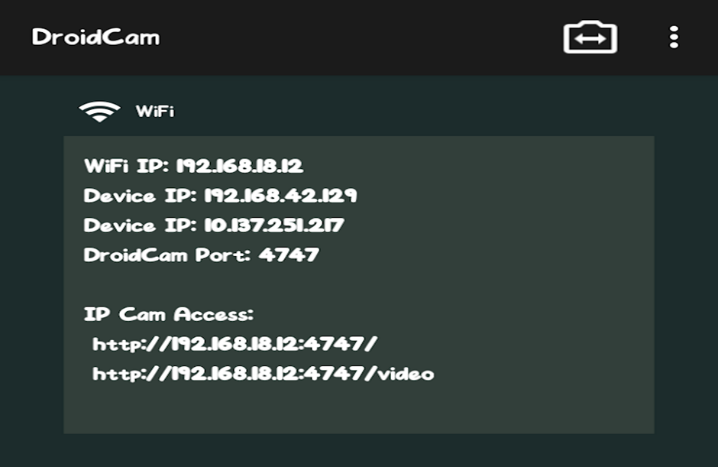 DroidCam
WiFi
WiFi IP: 192.168.18.12
Device IP: 192.168.42.129
Device IP: 10.137.251.217
DroidCam Port: 4747
IP Cam Access:
http://192.168.18.12:4747/
http://192.168.18.12:4747/video